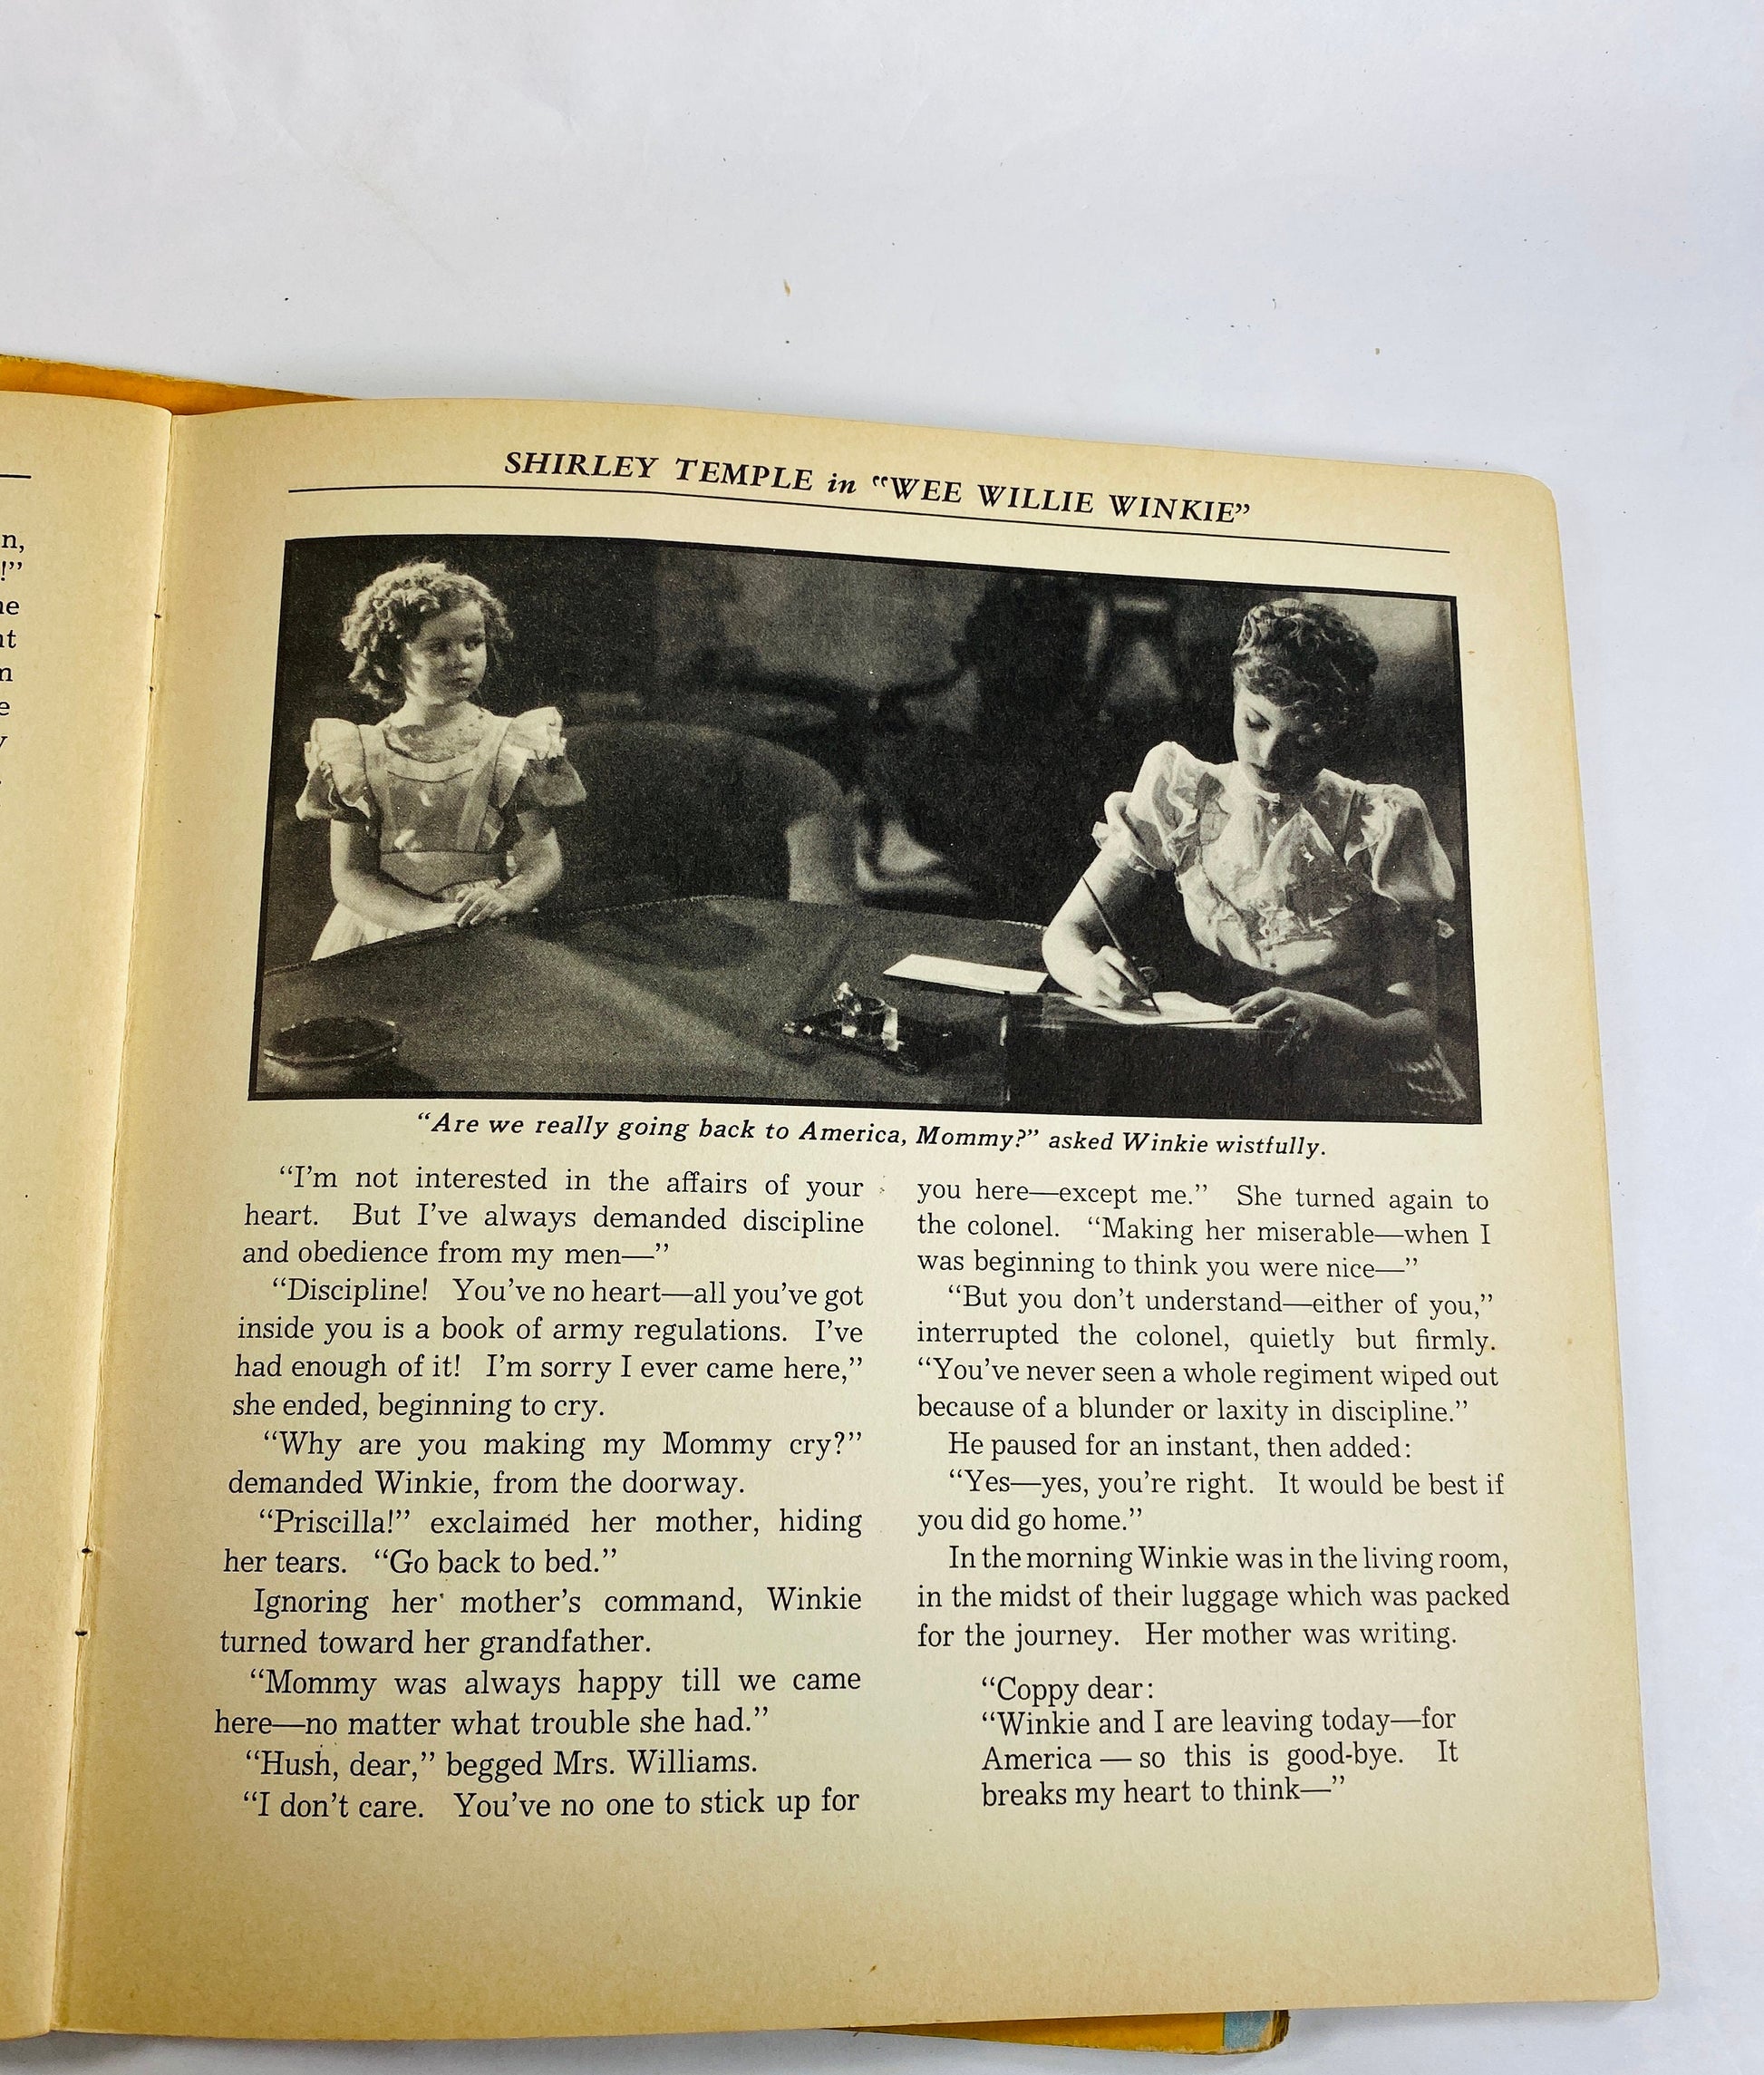 n,
!”
ne
nt
n
e
y
SHIRLEY TEMPLE in “WEE WILLIE WINKIE”
“Are we really going back to America, Mommy?” asked Winkie wistfully.
“I’m not interested in the affairs of your
heart. But I’ve always demanded discipline
and obedience from my men—”
“Discipline! You’ve no heart—all you’ve got
inside you is a book of army regulations. I’ve
had enough of it! I’m sorry I ever came here,”
she ended, beginning to cry.
“Why are you making my Mommy cry?”
demanded Winkie, from the doorway.
“Priscilla!” exclaimed her mother, hiding
her tears. “Go back to bed.”
Ignoring her mother’s command, Winkie
turned toward her grandfather.
“Mommy was always happy till we came
here—no matter what trouble she had.”
“Hush, dear,” begged Mrs. Williams.
“I don’t care. You’ve no one to stick up for
you here—except me.” She turned again to
the colonel. “Making her miserable—when I
was beginning to think you were nice—”
“But you don’t understand—either of you,”
interrupted the colonel, quietly but firmly.
“You’ve never seen a whole regiment wiped out
because of a blunder or laxity in discipline.”
He paused for an instant, then added:
“Yes—yes, you’re right. It would be best if
you did go home.”
In the morning Winkie was in the living room,
in the midst of their luggage which was packed
for the journey. Her mother was writing.
“Coppy dear:
“Winkie and I are leaving today—for
America — so this is good-bye. It
breaks my heart to think—”